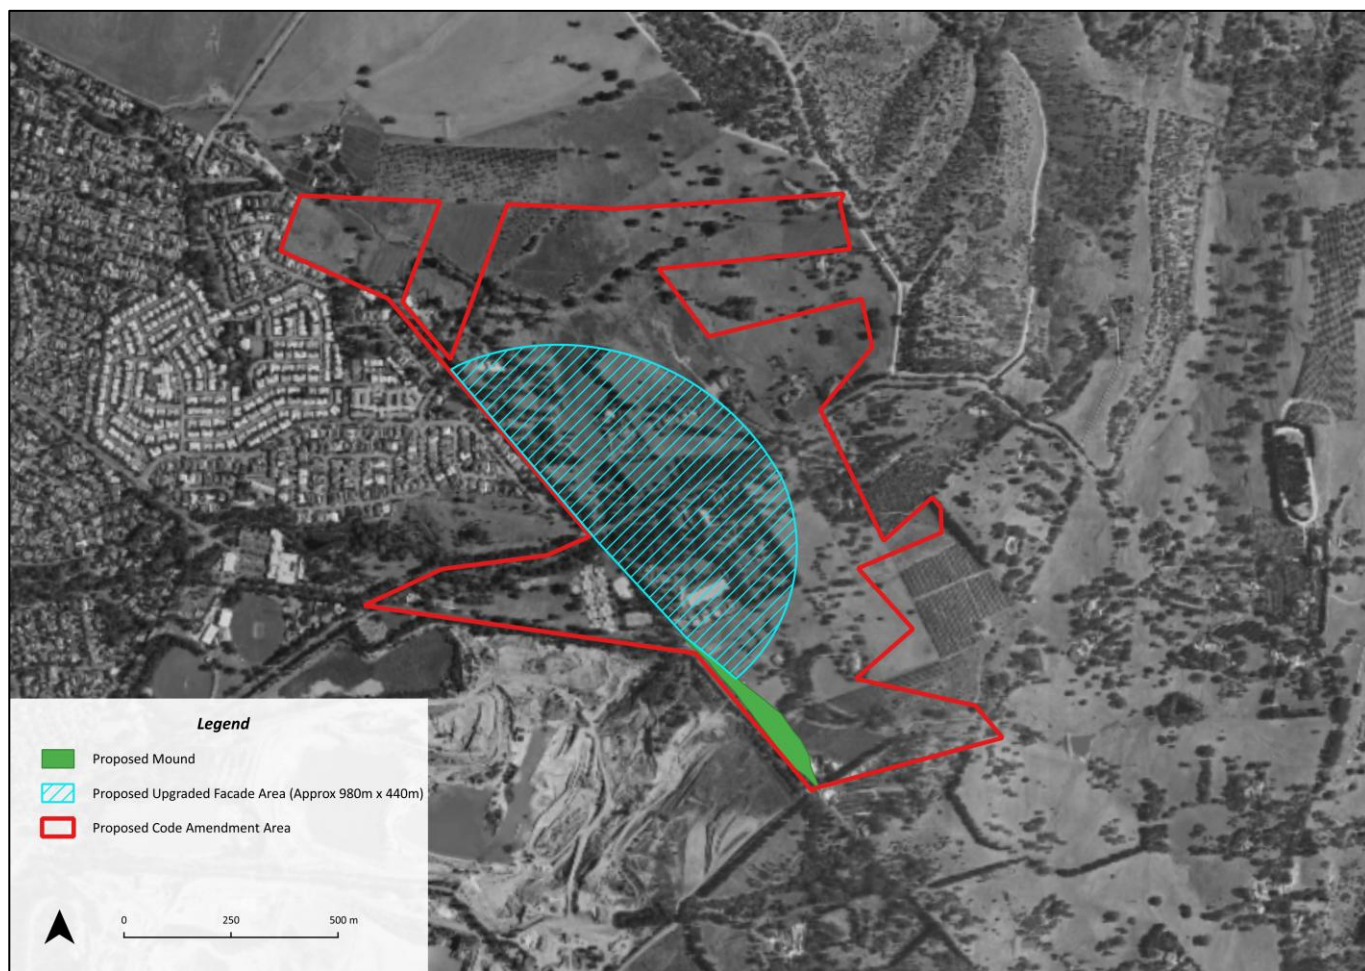 Legend
Proposed Mound
Proposed Upgraded Facade Area (Approx 980m x 440m)
Proposed Code Amendment Area
0 250 500 m